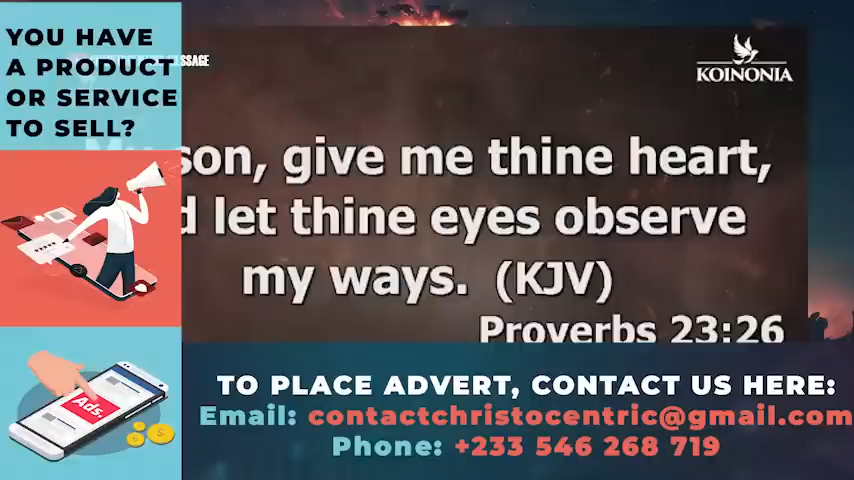 YOU HAVE
A PRODUCT
OR SERVICE
TO SELL?
KOINONIA
son, give me thine heart,
let thine eyes observe
my ways. (KJV)
Proverbs 23:26
Ads.
TO PLACE ADVERT, CONTACT US HERE:
Email: contactchristocentric@gmail.com
Phone: +233 546 268 719